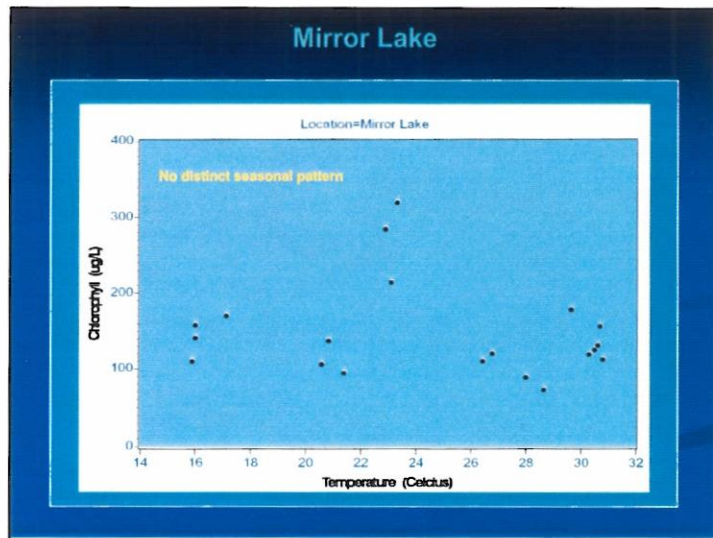 Mirror Lake
Location=Mirror Lake
400
No distinct seasonal pattern
300
Chlorophyll (ug/L)
200
100
0
14 16 18 20 22 24 26 28 30 32
Temperature (Celcius)